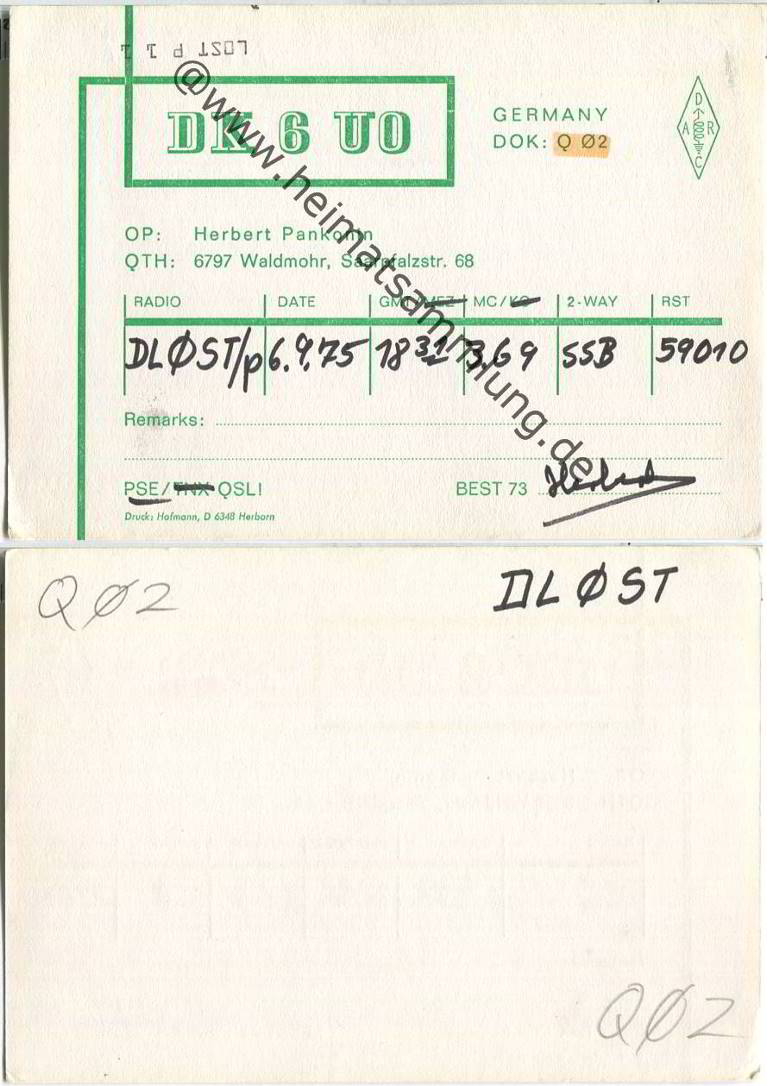 LOST P 1 1
DK 6 UO
GERMANY
DOK: Q Ø2
D
A R
C
OP: Herbert Pankonin
QTH: 6797 Waldmohr, Saarpfalzstr. 68
RADIO DATE GMT/MEZ MC/KC 2-WAY RST
DLØST/p 6.9.75 18 31 3.69 SSB 59010
Remarks:
PSE/TNX QSL!
BEST 73
Druck: Hofmann, D 6348 Herborn
@www.heimatsammlung.de
QØ2
DLØST
QØ2